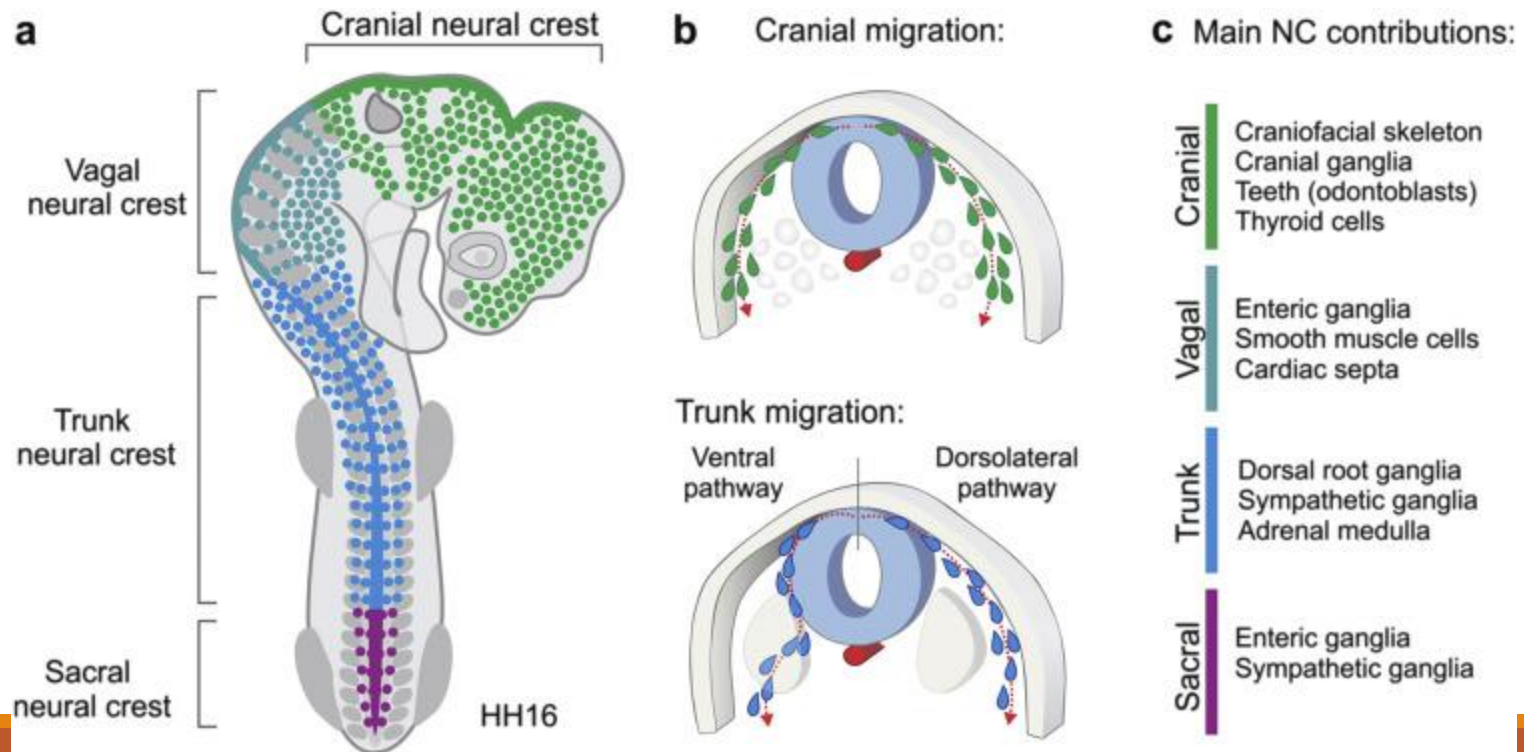 a
Cranial neural crest
Vagal
neural crest
Trunk
neural crest
Sacral
neural crest
HH16
b
Cranial migration:
Trunk migration:
Ventral
pathway
Dorsolateral
pathway
c
Main NC contributions:
Cranial
Craniofacial skeleton
Cranial ganglia
Teeth (odontoblasts)
Thyroid cells
Vagal
Enteric ganglia
Smooth muscle cells
Cardiac septa
Trunk
Dorsal root ganglia
Sympathetic ganglia
Adrenal medulla
Sacral
Enteric ganglia
Sympathetic ganglia